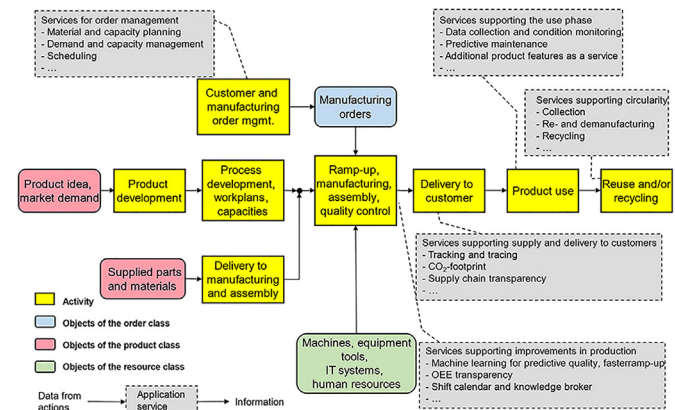 Services for order management
- Material and capacity planning
- Demand and capacity management
- Scheduling
- ...
Services supporting the use phase
- Data collection and condition monitoring
- Predictive maintenance
- Additional product features as a service
- ...
Customer and
manufacturing
order mgmt.
Manufacturing
orders
Services supporting circularity
- Collection
- Re- and demanufacturing
- Recycling
- ...
Product idea,
market demand
Product
development
Process
development,
workplans,
capacities
Ramp-up,
manufacturing,
assembly,
quality control
Delivery to
customer
Product use
Reuse and/or
recycling
Supplied parts
and materials
Delivery to
manufacturing
and assembly
Services supporting supply and delivery to customers
- Tracking and tracing
- CO₂-footprint
- Supply chain transparency
- ...
Activity
Objects of the order class
Objects of the product class
Objects of the resource class
Machines, equipment
tools,
IT systems,
human resources
Services supporting improvements in production
- Machine learning for predictive quality, fasterramp-up
- OEE transparency
- Shift calendar and knowledge broker
- ...
Data from
actions
Application
service
Information